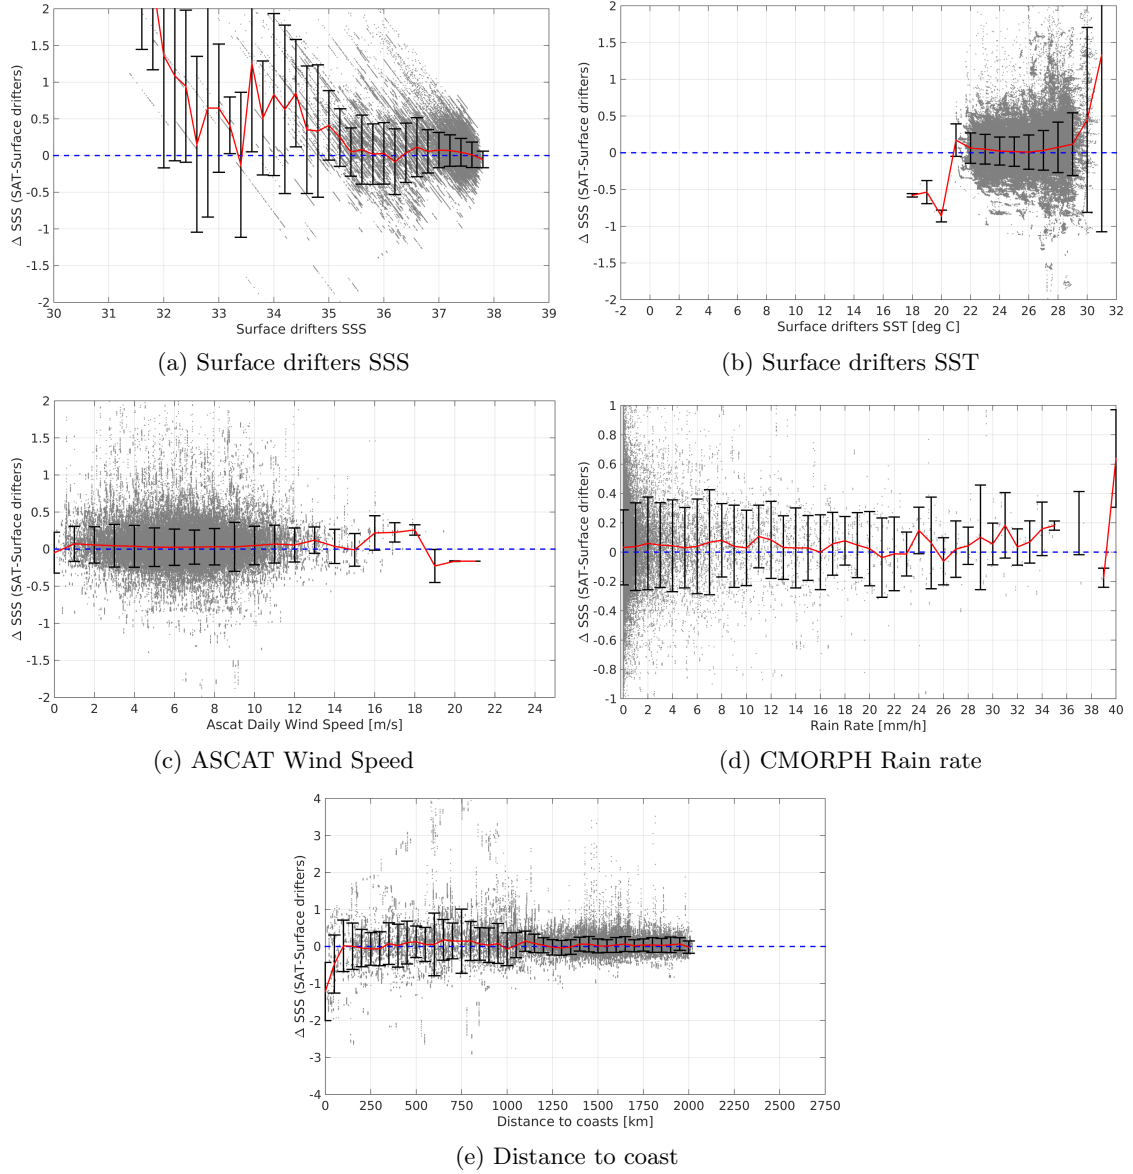 2
1.5
1
0.5
0
-0.5
-1
-1.5
-2
Δ SSS (SAT-Surface drifters)
30 31 32 33 34 35 36 37 38 39
Surface drifters SSS
(a) Surface drifters SSS
2
1.5
1
0.5
0
-0.5
-1
-1.5
-2
Δ SSS (SAT-Surface drifters)
-2 0 2 4 6 8 10 12 14 16 18 20 22 24 26 28 30 32
Surface drifters SST [deg C]
(b) Surface drifters SST
2
1.5
1
0.5
0
-0.5
-1
-1.5
-2
Δ SSS (SAT-Surface drifters)
0 2 4 6 8 10 12 14 16 18 20 22 24
Ascat Daily Wind Speed [m/s]
(c) ASCAT Wind Speed
1
0.8
0.6
0.4
0.2
0
-0.2
-0.4
-0.6
-0.8
-1
Δ SSS (SAT-Surface drifters)
0 2 4 6 8 10 12 14 16 18 20 22 24 26 28 30 32 34 36 38 40
Rain Rate [mm/h]
(d) CMORPH Rain rate
4
3
2
1
0
-1
-2
-3
-4
Δ SSS (SAT-Surface drifters)
0 250 500 750 1000 1250 1500 1750 2000 2250 2500 2750
Distance to coasts [km]
(e) Distance to coast